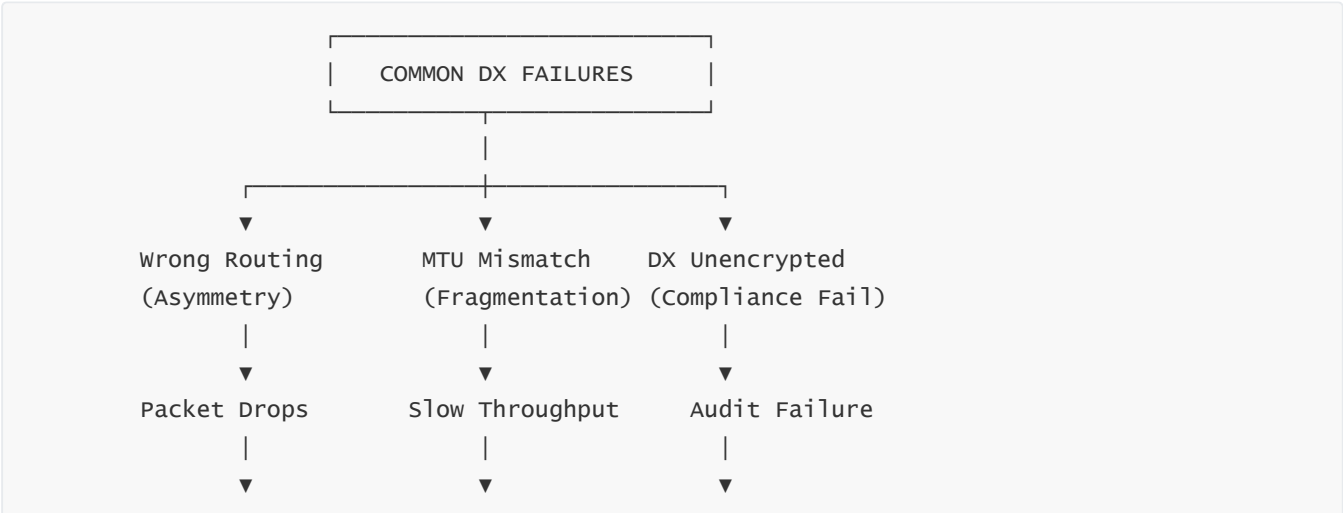 COMMON DX FAILURES
Wrong Routing MTU Mismatch DX Unencrypted
(Asymmetry) (Fragmentation) (Compliance Fail)
Packet Drops Slow Throughput Audit Failure